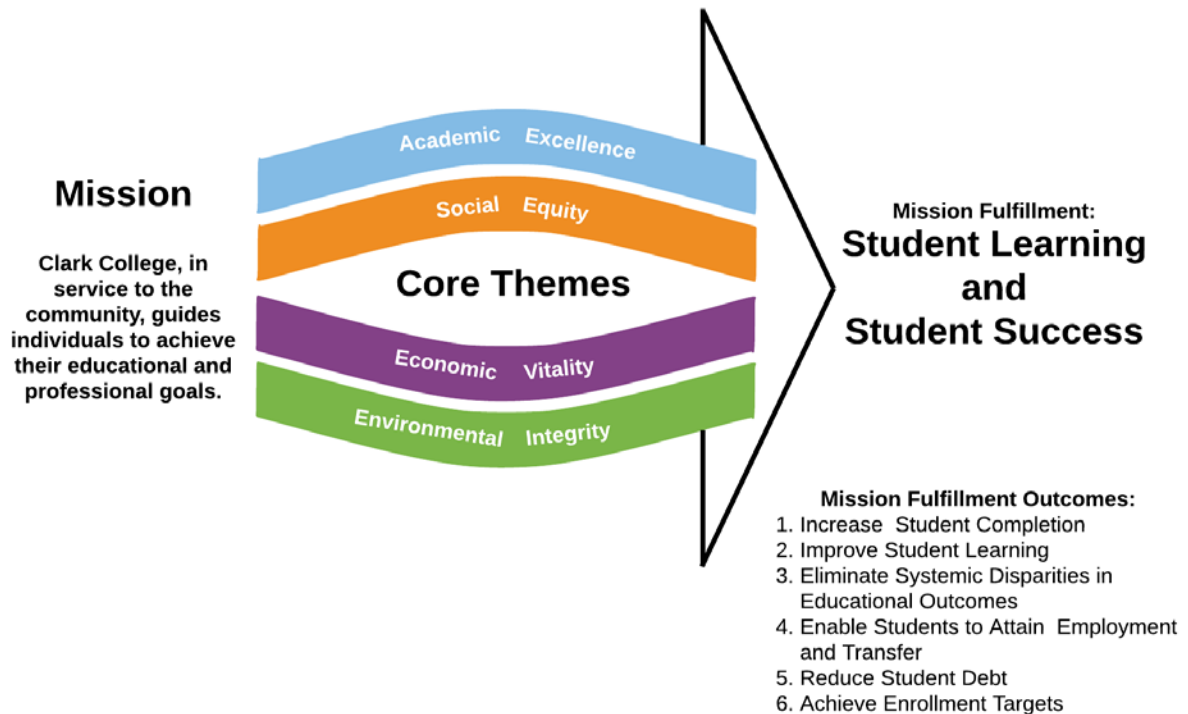 Mission
Clark College, in
service to the
community, guides
individuals to achieve
their educational and
professional goals.
Academic Excellence
Social Equity
Core Themes
Economic Vitality
Environmental Integrity
Mission Fulfillment:
Student Learning
and
Student Success
Mission Fulfillment Outcomes:
1. Increase Student Completion
2. Improve Student Learning
3. Eliminate Systemic Disparities in
Educational Outcomes
4. Enable Students to Attain Employment
and Transfer
5. Reduce Student Debt
6. Achieve Enrollment Targets